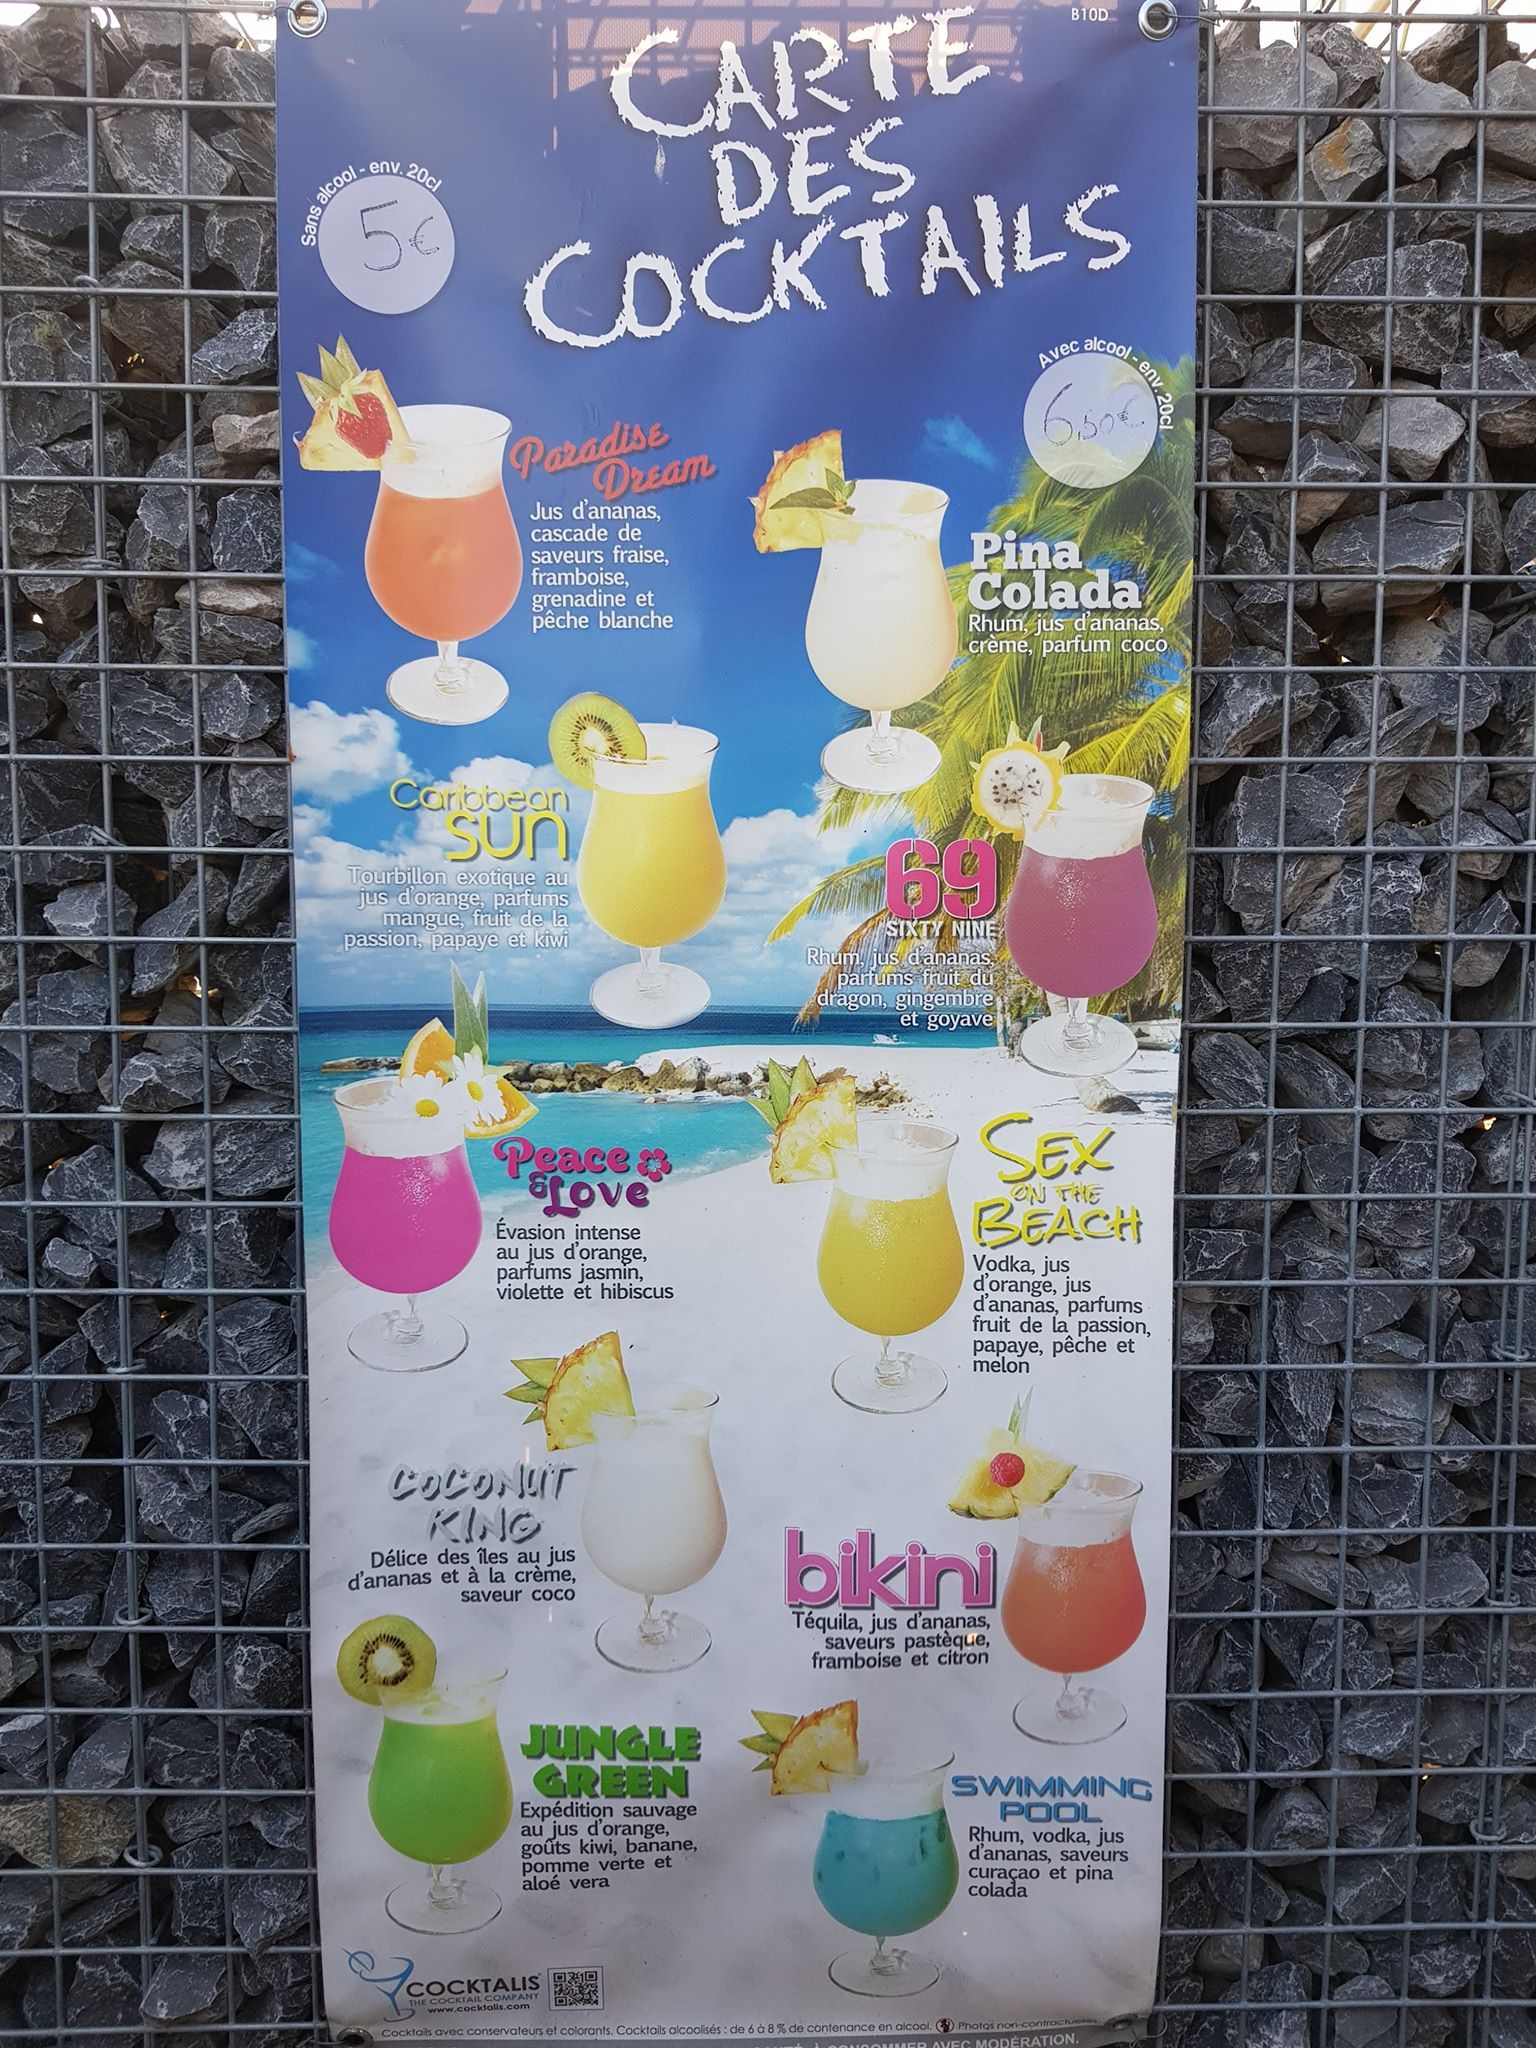 B10D
CARTE
DES
COCKTAILS
Sans alcool - env. 20cl
5€
Avec alcool - env. 20cl
6,50€
Paradise
Dream
Jus d'ananas,
cascade de
saveurs fraise,
framboise,
grenadine et
pêche blanche
Pina
Colada
Rhum, jus d'ananas,
crème, parfum coco
Caribbean
SUN
Tourbillon exotique au
jus d'orange, parfums
mangue, fruit de la
passion, papaye et kiwi
69
SIXTY NINE
Rhum, jus d'ananas,
parfums fruit du
dragon, gingembre
et goyave
Peace
& Love
Évasion intense
au jus d'orange,
parfums jasmin,
violette et hibiscus
SEX
ON THE
BEACH
Vodka, jus
d'orange, jus
d'ananas, parfums
fruit de la passion,
papaye, pêche et
melon
COCONUT
KING
Délice des îles au jus
d'ananas et à la crème,
saveur coco
bikini
Téquila, jus d'ananas,
saveurs pastèque,
framboise et citron
JUNGLE
GREEN
Expédition sauvage
au jus d'orange,
goûts kiwi, banane,
pomme verte et
aloé vera
SWIMMING
POOL
Rhum, vodka, jus
d'ananas, saveurs
curaçao et pina
colada
COCKTALIS
THE COCKTAIL COMPANY
www.cocktalis.com
Cocktails avec conservateurs et colorants. Cocktails alcoolisés : de 6 à 8 % de contenance en alcool. Photos non-contractuelles
À CONSOMMER AVEC MODÉRATION.